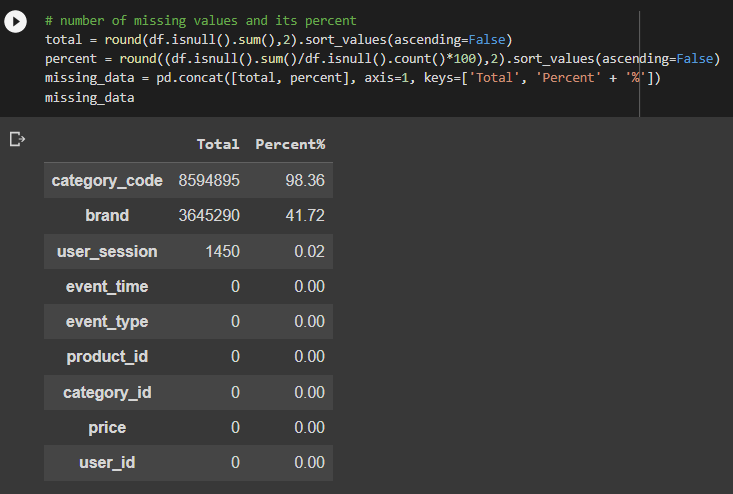 # number of missing values and its percent
total = round(df.isnull().sum(),2).sort_values(ascending=False)
percent = round((df.isnull().sum()/df.isnull().count()*100),2).sort_values(ascending=False)
missing_data = pd.concat([total, percent], axis=1, keys=['Total', 'Percent' + '%'])
missing_data
Total Percent%
category_code 8594895 98.36
brand 3645290 41.72
user_session 1450 0.02
event_time 0 0.00
event_type 0 0.00
product_id 0 0.00
category_id 0 0.00
price 0 0.00
user_id 0 0.00